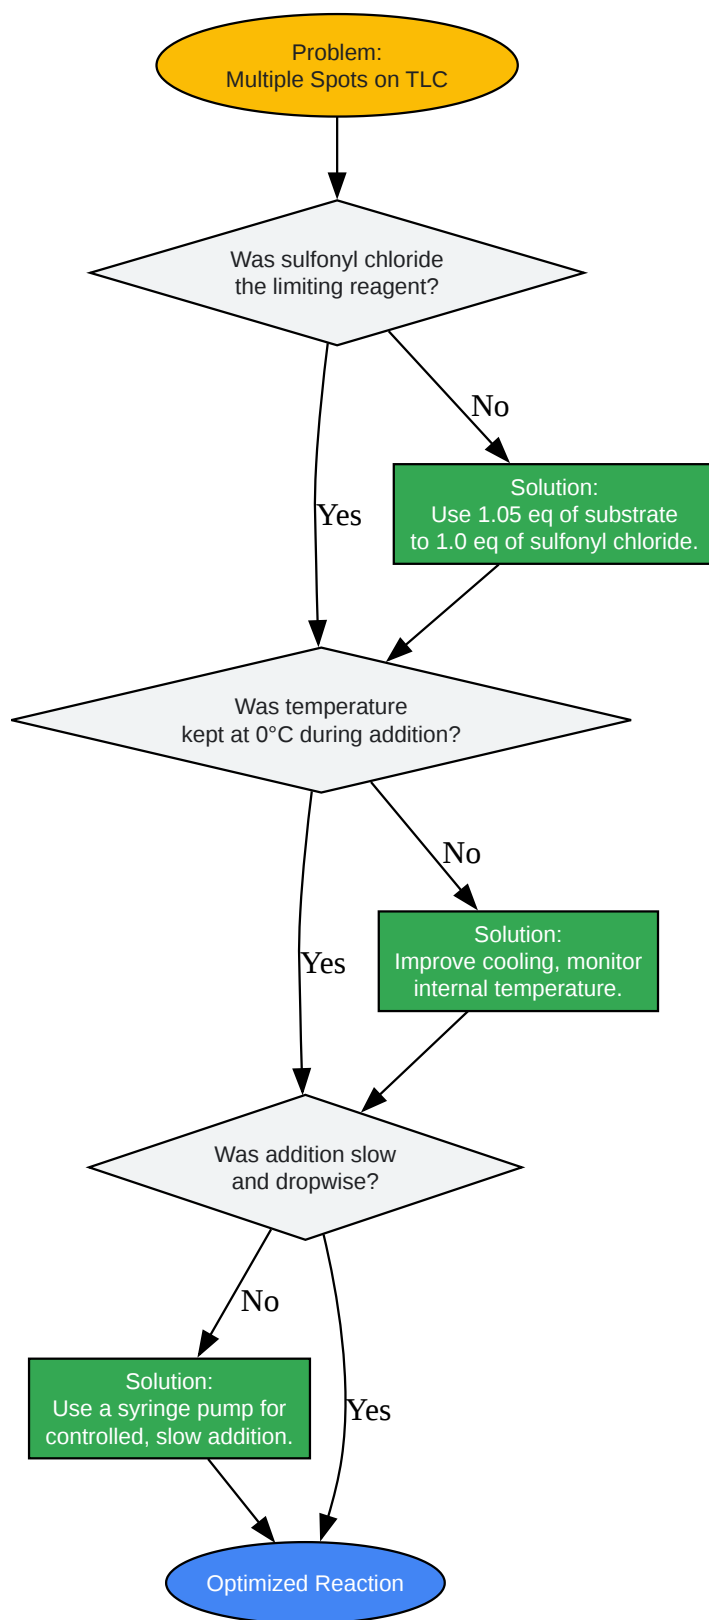 Problem:
Multiple Spots on TLC
Was sulfonyl chloride
the limiting reagent?
No
Solution:
Use 1.05 eq of substrate
to 1.0 eq of sulfonyl chloride.
Yes
Was temperature
kept at 0°C during addition?
No
Solution:
Improve cooling, monitor
internal temperature.
Yes
Was addition slow
and dropwise?
No
Solution:
Use a syringe pump for
controlled, slow addition.
Yes
Optimized Reaction